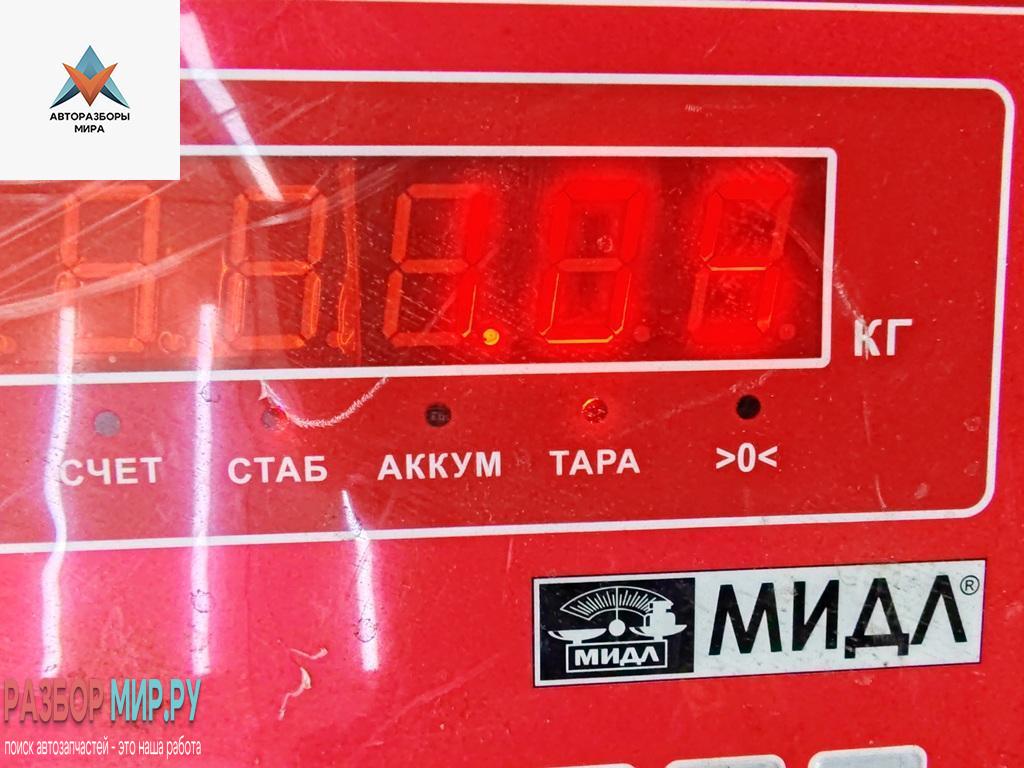 АВТОРАЗБОРЫ
МИРА
КГ
СЧЕТ СТАБ АККУМ ТАРА >0<
МИДЛ МИДЛ®
РАЗБОР МИР.РУ
поиск автозапчастей - это наша работа